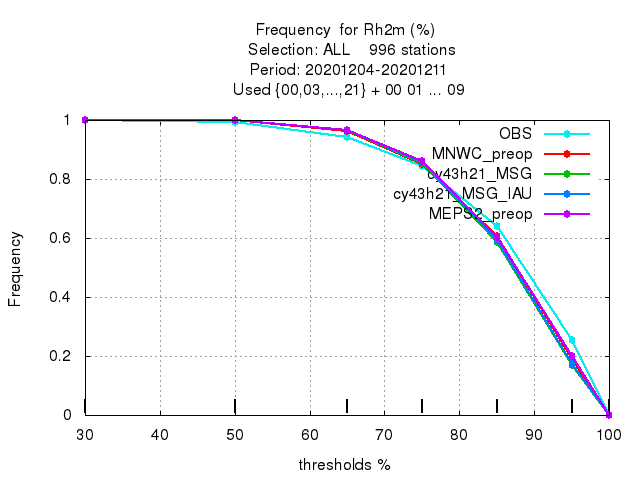 Frequency  for Rh2m (%)
Selection: ALL    996 stations
Period: 20201204-20201211
Used {00,03,...,21} + 00 01 ... 09
OBS
MNWC_preop
cy43h21_MSG
cy43h21_MSG_IAU
MEPS2_preop
1
0.8
0.6
0.4
0.2
0
Frequency
30 40 50 60 70 80 90 100
thresholds %